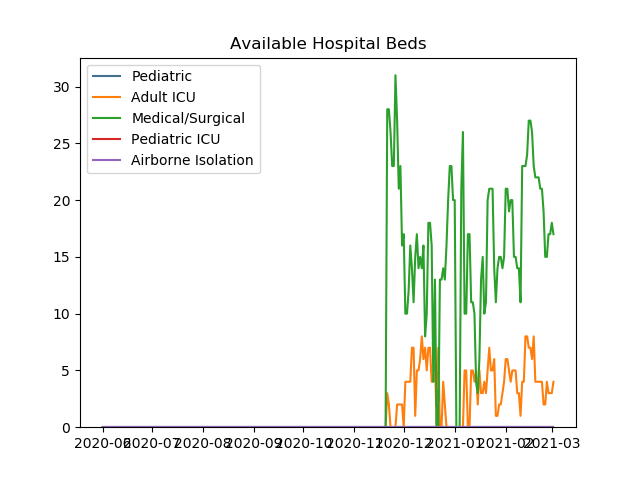 Available Hospital Beds
Pediatric
Adult ICU
Medical/Surgical
Pediatric ICU
Airborne Isolation
30
25
20
15
10
5
0
2020-06 2020-07 2020-08 2020-09 2020-10 2020-11 2020-12 2021-01 2021-02 2021-03